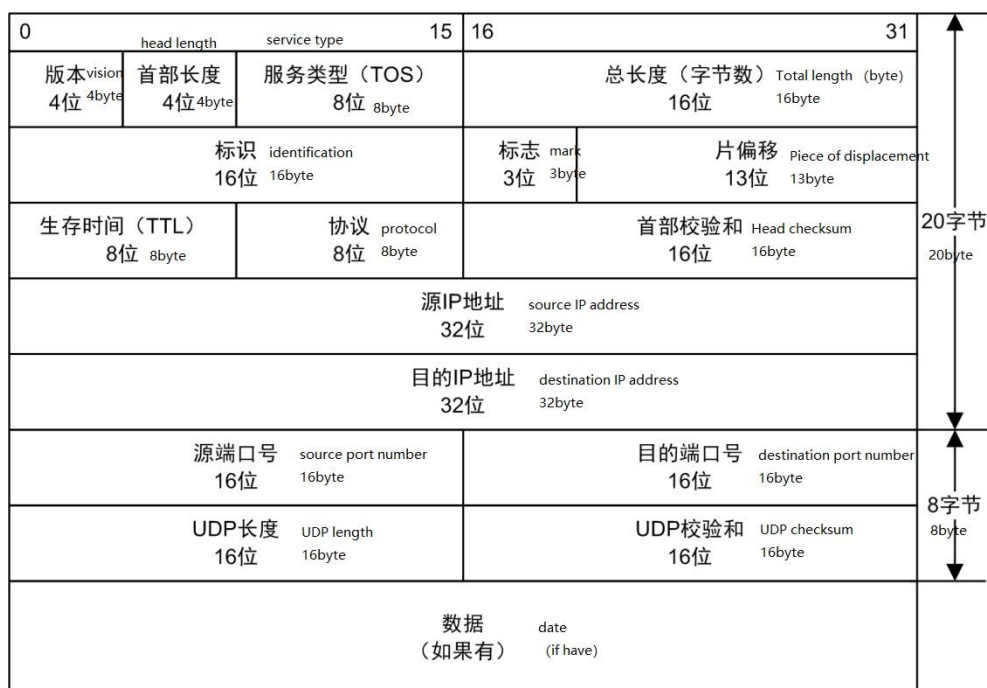 0 15 16 31
head length service type
版本 vision 首部长度 服务类型（TOS） 总长度（字节数） Total length (byte)
4位 4byte 4位 4byte 8位 8byte 16位 16byte
标识 identification 标志 mark 片偏移 Piece of displacement
16位 16byte 3位 3byte 13位 13byte
生存时间（TTL） 协议 protocol 首部校验和 Head checksum
8位 8byte 8位 8byte 16位 16byte
20字节
20byte
源IP地址 source IP address
32位 32byte
目的IP地址 destination IP address
32位 32byte
源端口号 source port number 目的端口号 destination port number
16位 16byte 16位 16byte
8字节
8byte
UDP长度 UDP length UDP校验和 UDP checksum
16位 16byte 16位 16byte
数据 date
（如果有） (if have)